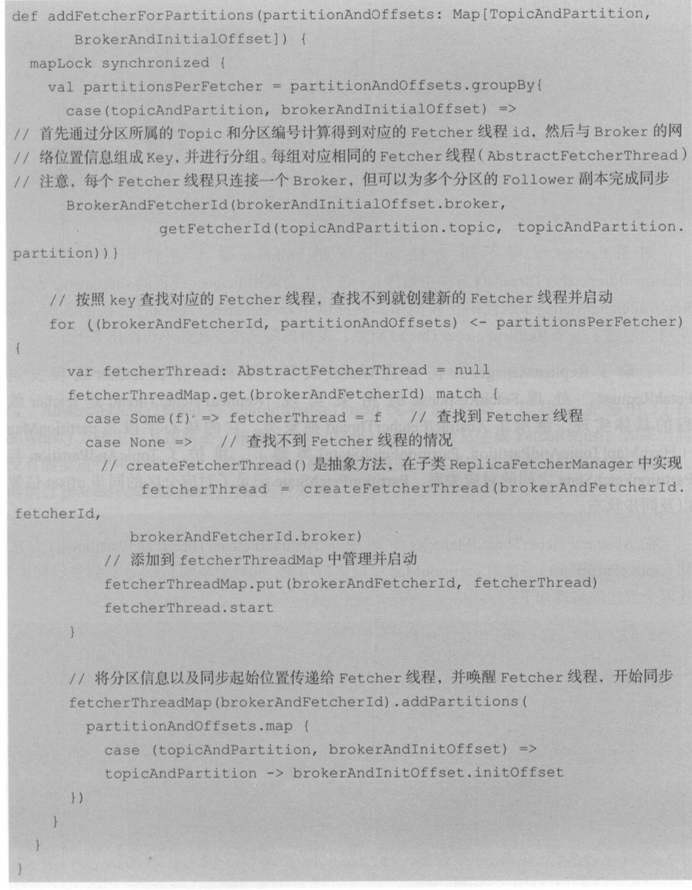 def addFetcherForPartitions(partitionAndOffsets: Map[TopicAndPartition,
BrokerAndInitialOffset]) {
mapLock synchronized {
val partitionsPerFetcher = partitionAndOffsets.groupBy{
case(topicAndPartition, brokerAndInitialOffset) =>
// 首先通过分区所属的 Topic 和分区编号计算得到对应的 Fetcher 线程 id，然后与 Broker 的网
// 络位置信息组成 Key，并进行分组。每组对应相同的 Fetcher 线程（AbstractFetcherThread）
// 注意，每个 Fetcher 线程只连接一个 Broker，但可以为多个分区的 Follower 副本完成同步
BrokerAndFetcherId(brokerAndInitialOffset.broker,
getFetcherId(topicAndPartition.topic, topicAndPartition.
partition))}
// 按照 key 查找对应的 Fetcher 线程，查找不到就创建新的 Fetcher 线程并启动
for ((brokerAndFetcherId, partitionAndOffsets) <- partitionsPerFetcher)
{
var fetcherThread: AbstractFetcherThread = null
fetcherThreadMap.get(brokerAndFetcherId) match {
case Some(f) => fetcherThread = f // 查找到 Fetcher 线程
case None => // 查找不到 Fetcher 线程的情况
// createFetcherThread() 是抽象方法，在子类 ReplicaFetcherManager 中实现
fetcherThread = createFetcherThread(brokerAndFetcherId.
fetcherId,
brokerAndFetcherId.broker)
// 添加到 fetcherThreadMap 中管理并启动
fetcherThreadMap.put(brokerAndFetcherId, fetcherThread)
fetcherThread.start
}
// 将分区信息以及同步起始位置传递给 Fetcher 线程，并唤醒 Fetcher 线程，开始同步
fetcherThreadMap(brokerAndFetcherId).addPartitions(
partitionAndOffsets.map {
case (topicAndPartition, brokerAndInitOffset) =>
topicAndPartition -> brokerAndInitOffset.initOffset
})
}
}
}